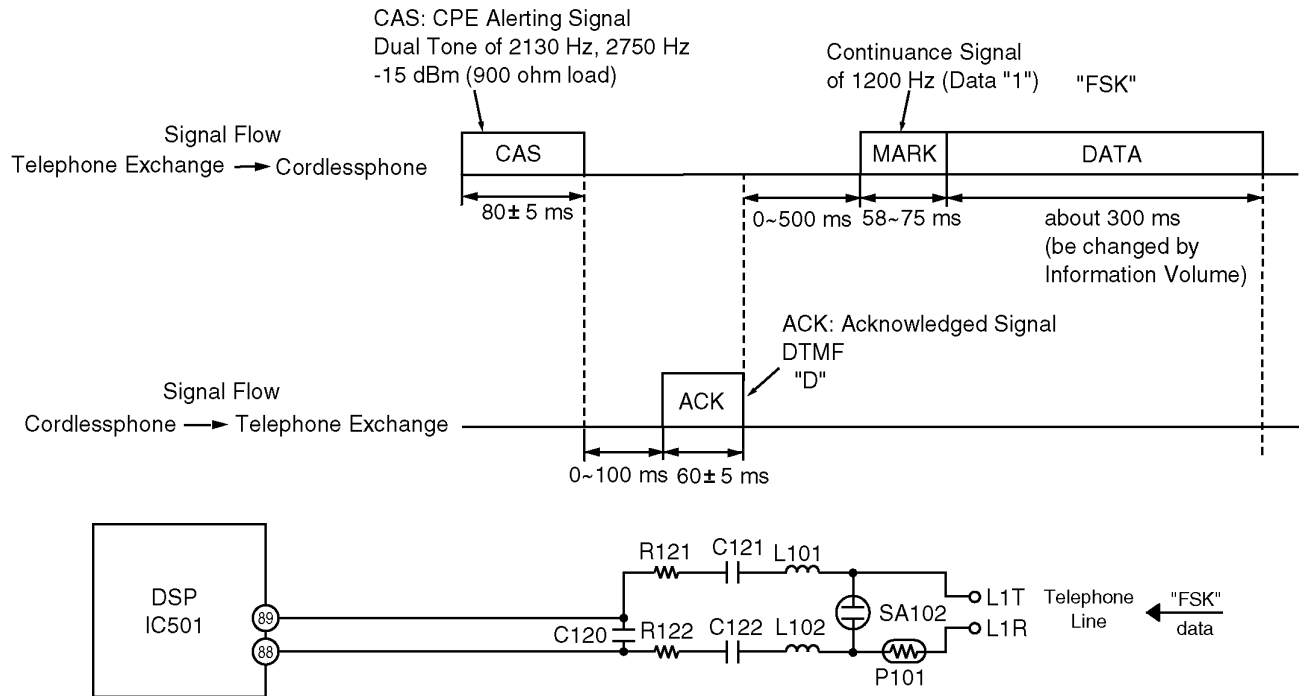 CAS: CPE Alerting Signal
Dual Tone of 2130 Hz, 2750 Hz
-15 dBm (900 ohm load)
Continuance Signal
of 1200 Hz (Data "1")
"FSK"
Signal Flow
Telephone Exchange → Cordlessphone
CAS
MARK
DATA
80± 5 ms
0~500 ms
58~75 ms
about 300 ms
(be changed by
Information Volume)
ACK: Acknowledged Signal
DTMF
"D"
Signal Flow
Cordlessphone → Telephone Exchange
ACK
0~100 ms
60± 5 ms
DSP
IC501
89
88
C120
R121
C121
L101
R122
C122
L102
SA102
P101
L1T
L1R
Telephone
Line
"FSK"
data